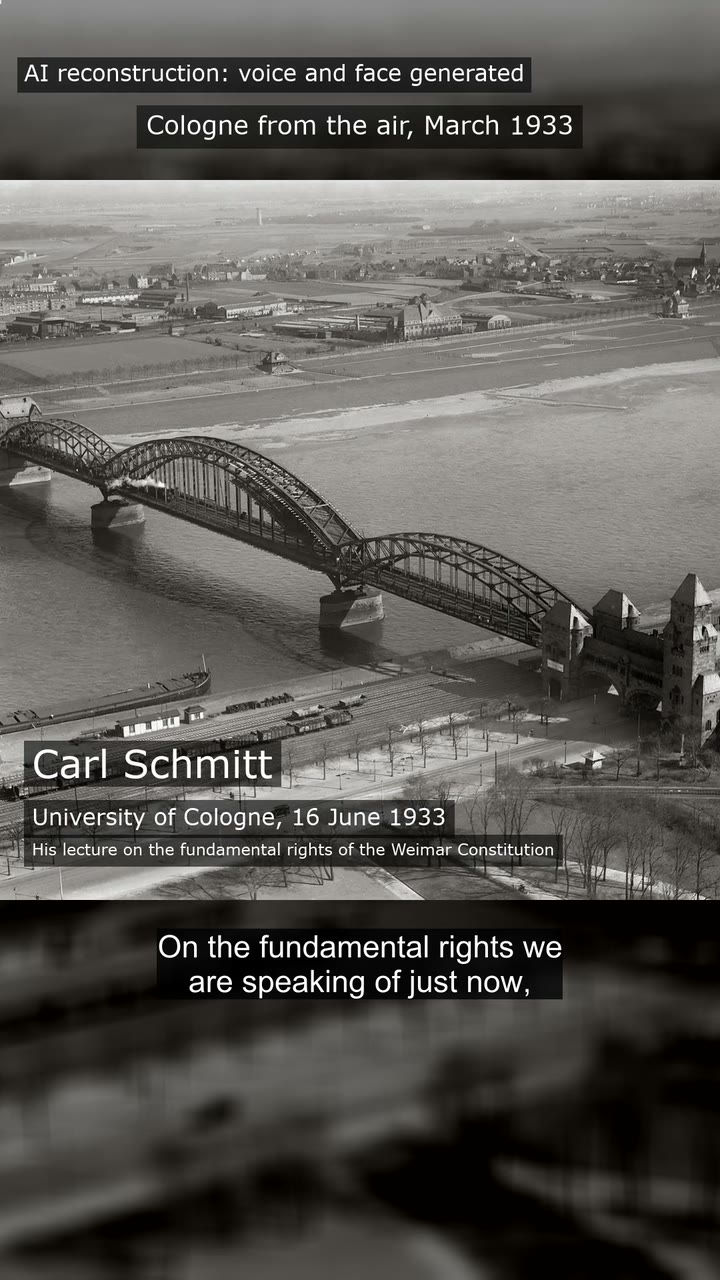 AI reconstruction: voice and face generated
Cologne from the air, March 1933
Carl Schmitt
University of Cologne, 16 June 1933
His lecture on the fundamental rights of the Weimar Constitution
On the fundamental rights we
are speaking of just now,